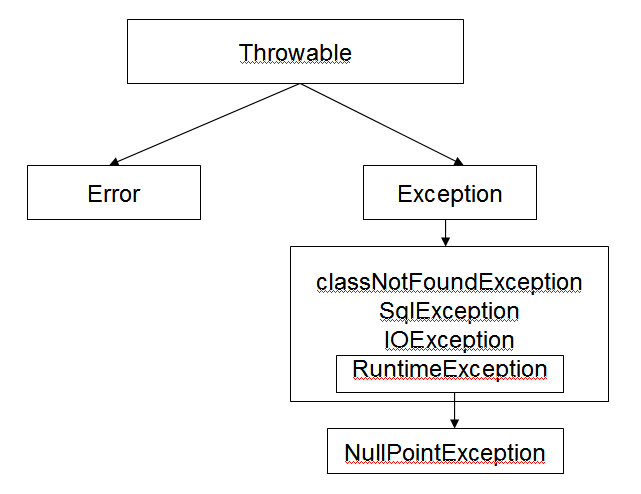 Throwable
Error
Exception
classNotFoundException
SqlException
IOException
RuntimeException
NullPointException